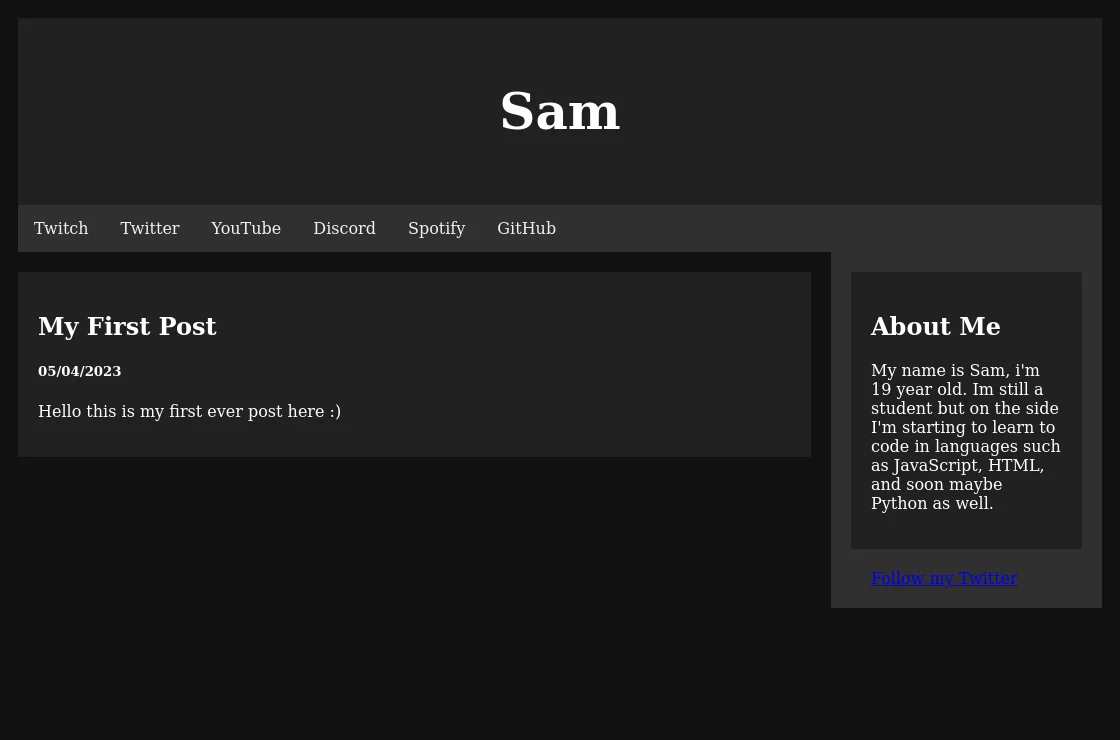 Sam
Twitch Twitter YouTube Discord Spotify GitHub
My First Post
05/04/2023
Hello this is my first ever post here :)
About Me
My name is Sam, i'm
19 year old. Im still a
student but on the side
I'm starting to learn to
code in languages such
as JavaScript, HTML,
and soon maybe
Python as well.
Follow my Twitter